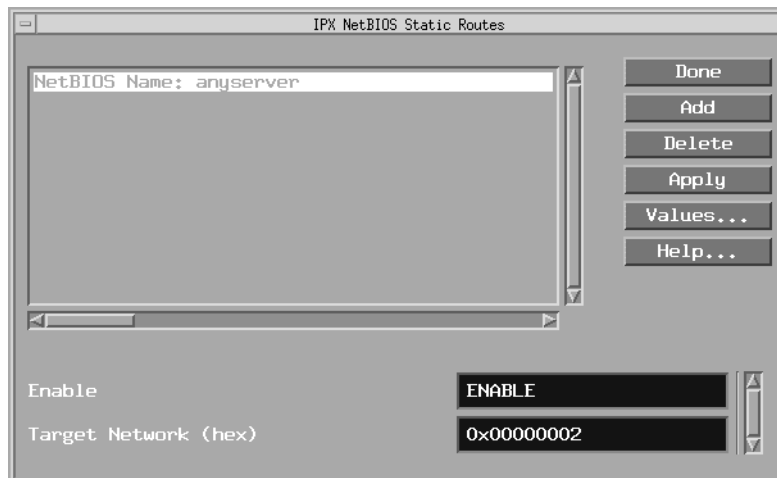 IPX NetBIOS Static Routes
NetBIOS Name: anyserver
Done
Add
Delete
Apply
Values...
Help...
Enable
ENABLE
Target Network (hex)
0x00000002